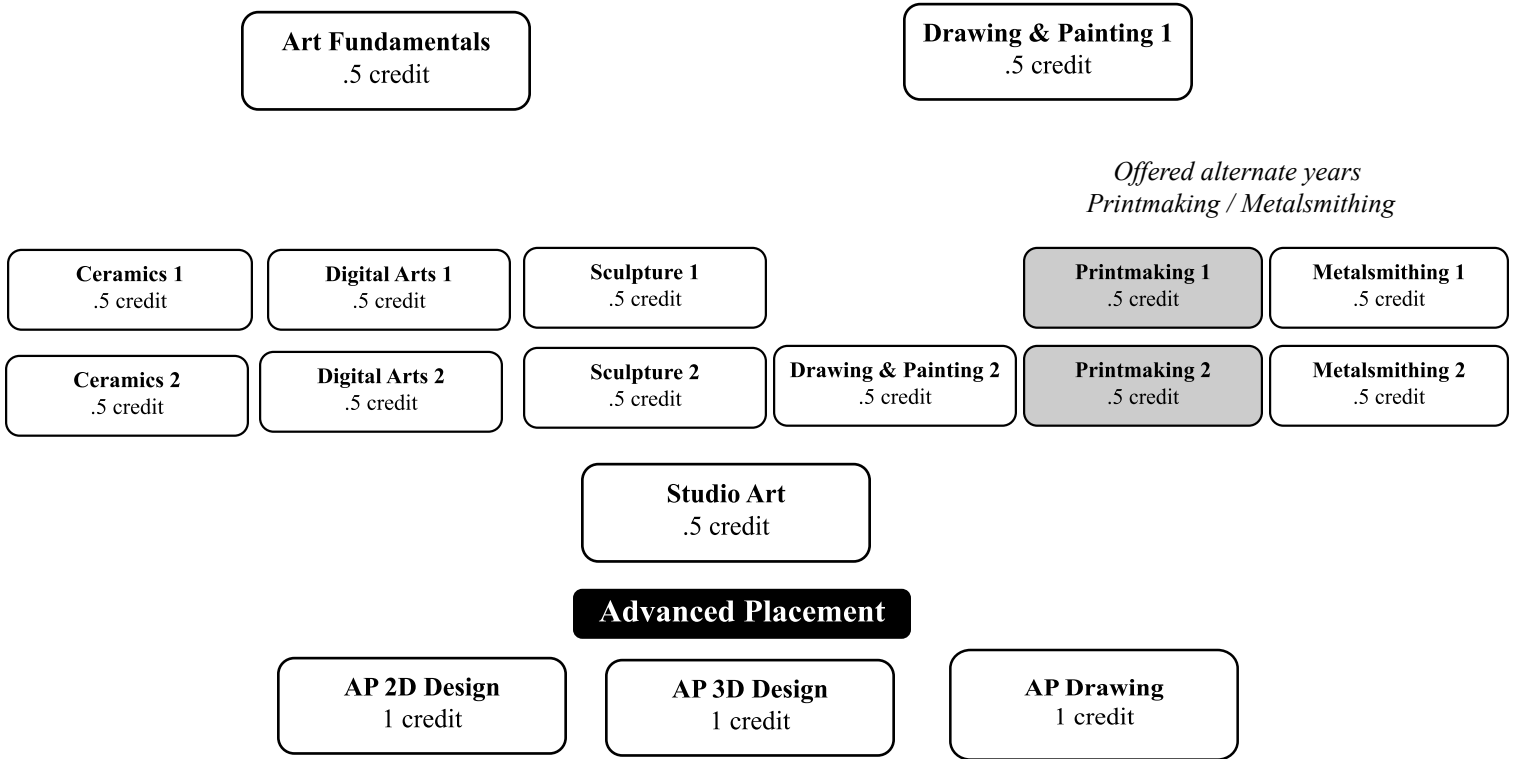 Art Fundamentals
.5 credit
Drawing & Painting 1
.5 credit
Offered alternate years
Printmaking / Metalsmithing
Ceramics 1
.5 credit
Digital Arts 1
.5 credit
Sculpture 1
.5 credit
Printmaking 1
.5 credit
Metalsmithing 1
.5 credit
Ceramics 2
.5 credit
Digital Arts 2
.5 credit
Sculpture 2
.5 credit
Drawing & Painting 2
.5 credit
Printmaking 2
.5 credit
Metalsmithing 2
.5 credit
Studio Art
.5 credit
Advanced Placement
AP 2D Design
1 credit
AP 3D Design
1 credit
AP Drawing
1 credit